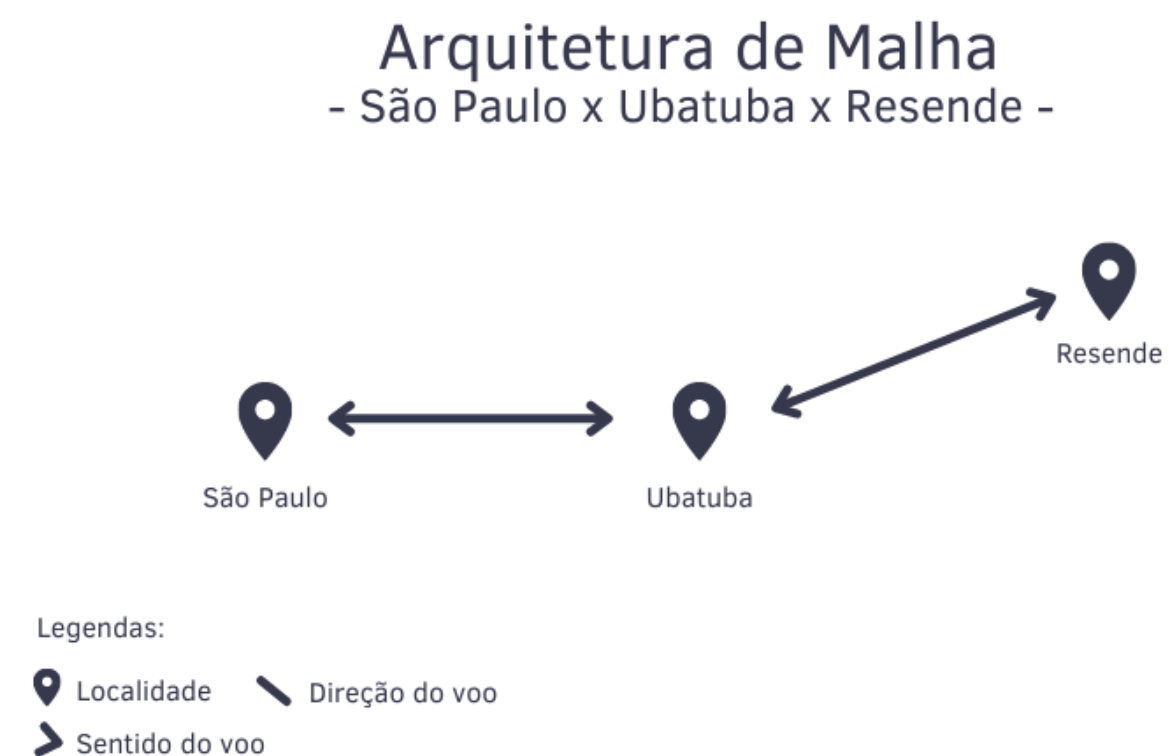 Arquitetura de Malha
- São Paulo x Ubatuba x Resende -
Resende
São Paulo
Ubatuba
Legendas:
Localidade
Direção do voo
Sentido do voo